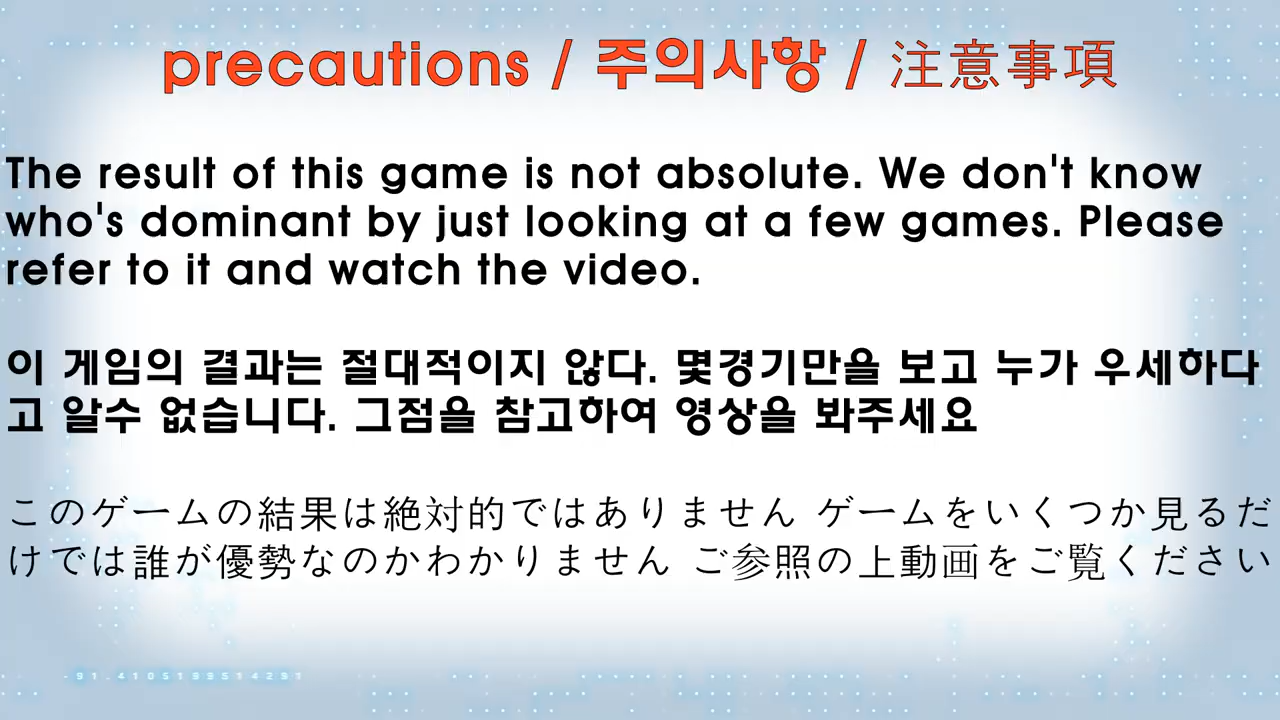 precautions / 주의사항 / 注意事項
The result of this game is not absolute. We don't know
who's dominant by just looking at a few games. Please
refer to it and watch the video.
이 게임의 결과는 절대적이지 않다. 몇경기만을 보고 누가 우세하다
고 알수 없습니다. 그점을 참고하여 영상을 봐주세요
このゲームの結果は絶対的ではありません ゲームをいくつか見るだ
けでは誰が優勢なのかわかりません ご参照の上動画をご覧ください
-91.4105199514291